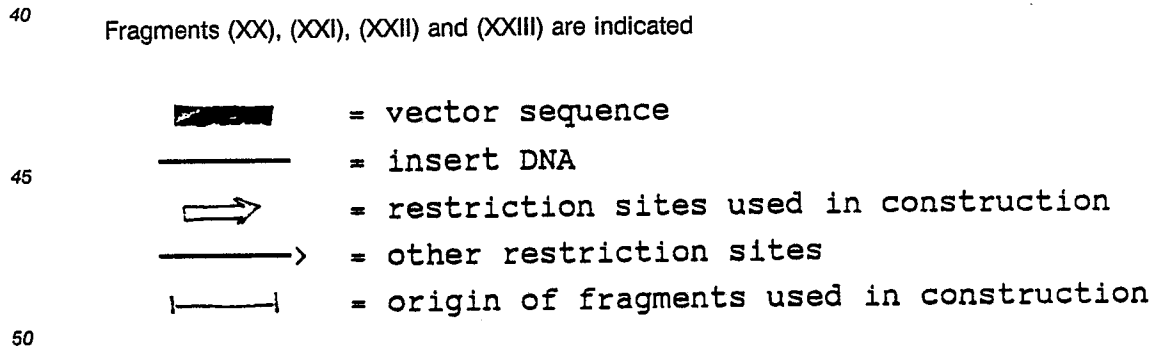 40
Fragments (XX), (XXI), (XXII) and (XXIII) are indicated
= vector sequence
= insert DNA
45
= restriction sites used in construction
= other restriction sites
= origin of fragments used in construction
50